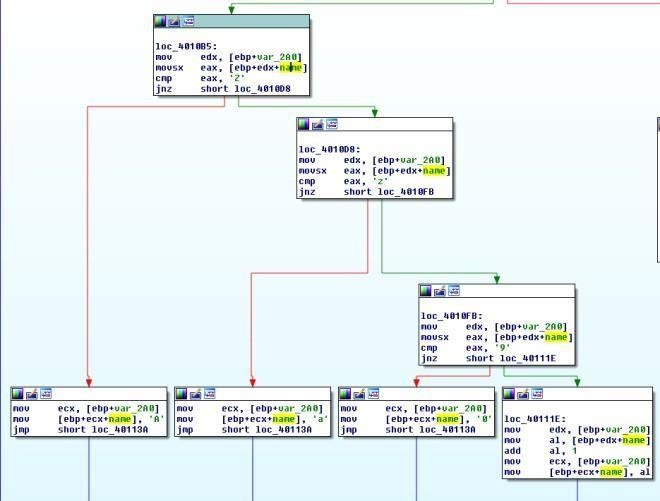 loc_4010B5:
mov edx, [ebp+var_2A0]
movsx eax, [ebp+edx+name]
cmp eax, 'Z'
jnz short loc_4010D8
loc_4010D8:
mov edx, [ebp+var_2A0]
movsx eax, [ebp+edx+name]
cmp eax, 'z'
jnz short loc_4010FB
loc_4010FB:
mov edx, [ebp+var_2A0]
movsx eax, [ebp+edx+name]
cmp eax, '9'
jnz short loc_40111E
mov ecx, [ebp+var_2A0]
mov [ebp+ecx+name], 'A'
jmp short loc_40113A
mov ecx, [ebp+var_2A0]
mov [ebp+ecx+name], 'a'
jmp short loc_40113A
mov ecx, [ebp+var_2A0]
mov [ebp+ecx+name], '0'
jmp short loc_40113A
loc_40111E:
mov edx, [ebp+var_2A0]
mov al, [ebp+edx+name]
add al, 1
mov ecx, [ebp+var_2A0]
mov [ebp+ecx+name], al